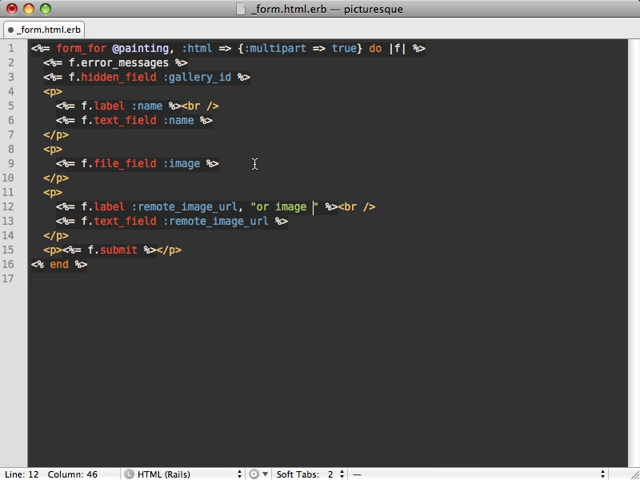 _form.html.erb — picturesque
_form.html.erb
1 <%= form_for @painting, :html => {:multipart => true} do |f| %>
2 <%= f.error_messages %>
3 <%= f.hidden_field :gallery_id %>
4 <p>
5 <%= f.label :name %><br />
6 <%= f.text_field :name %>
7 </p>
8 <p>
9 <%= f.file_field :image %>
10 </p>
11 <p>
12 <%= f.label :remote_image_url, "or image " %><br />
13 <%= f.text_field :remote_image_url %>
14 </p>
15 <p><%= f.submit %></p>
16 <% end %>
17
Line: 12 Column: 46 L HTML (Rails) Soft Tabs: 2 —